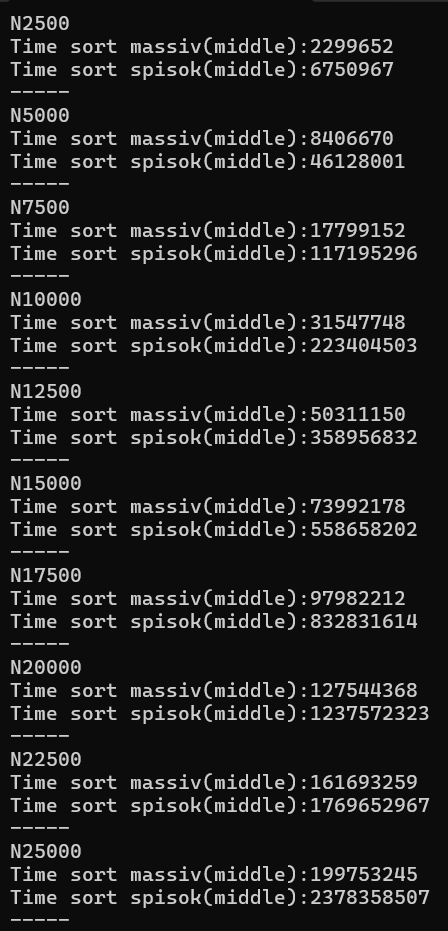 N2500
Time sort massiv(middle):2299652
Time sort spisok(middle):6750967
-----
N5000
Time sort massiv(middle):8406670
Time sort spisok(middle):46128001
-----
N7500
Time sort massiv(middle):17799152
Time sort spisok(middle):117195296
-----
N10000
Time sort massiv(middle):31547748
Time sort spisok(middle):223404503
-----
N12500
Time sort massiv(middle):50311150
Time sort spisok(middle):358956832
-----
N15000
Time sort massiv(middle):73992178
Time sort spisok(middle):558658202
-----
N17500
Time sort massiv(middle):97982212
Time sort spisok(middle):832831614
-----
N20000
Time sort massiv(middle):127544368
Time sort spisok(middle):1237572323
-----
N22500
Time sort massiv(middle):161693259
Time sort spisok(middle):1769652967
-----
N25000
Time sort massiv(middle):199753245
Time sort spisok(middle):2378358507
-----